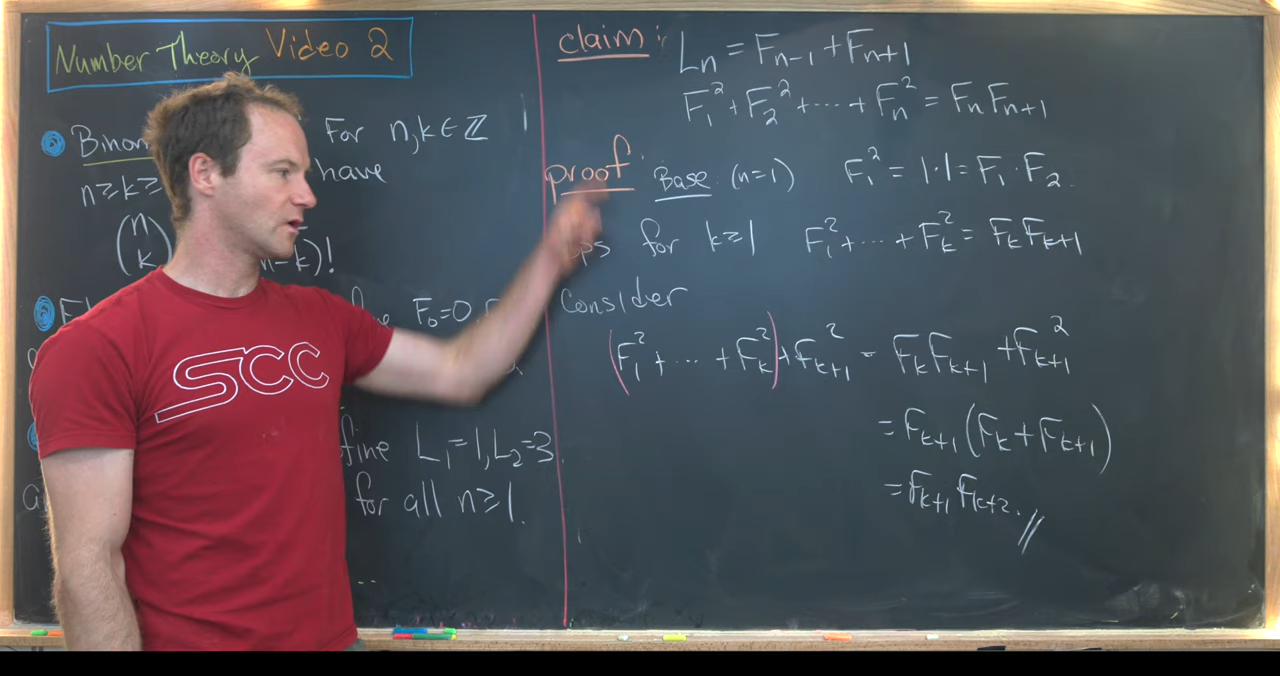 Number Theory Video 2
For n,k ∈ ℤ
n ≥ k ≥ have
(n k) )!
F₀=0
fine L₁=1, L₂=3.
for all n ≥ 1.
...
SCC
claim:
Lₙ = Fₙ₋₁ + Fₙ₊₁
F₁² + F₂² + ⋯ + Fₙ² = FₙFₙ₊₁
proof: Base (n=1) F₁² = 1·1 = F₁·F₂.
for k ≥ 1 F₁² + ⋯ + Fₖ² = FₖFₖ₊₁
Consider
(F₁² + ⋯ + Fₖ²) + Fₖ₊₁² = FₖFₖ₊₁ + Fₖ₊₁²
= Fₖ₊₁(Fₖ + Fₖ₊₁)
= Fₖ₊₁Fₖ₊₂. //